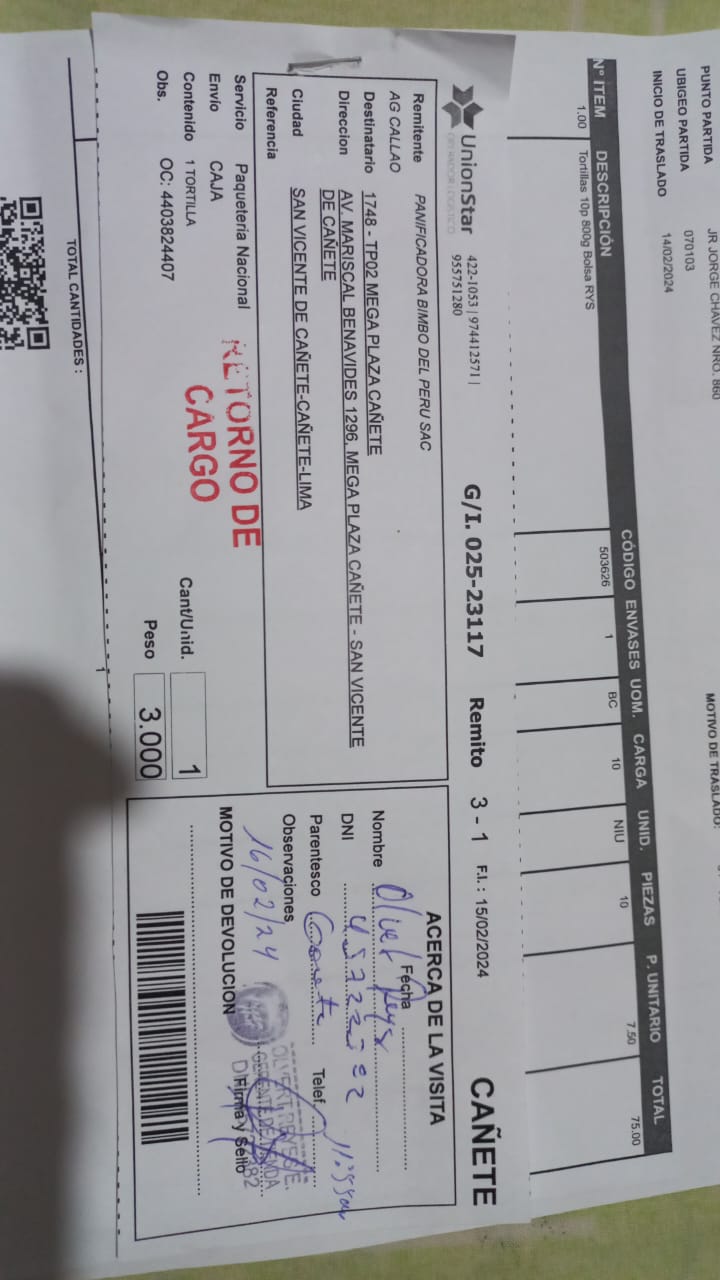 PUNTO PARTIDA JR JORGE CHAVEZ NRO. 860
UBIGEO PARTIDA 070103
INICIO DE TRASLADO 14/02/2024
MOTIVO DE TRASLADO:
Nº ITEM DESCRIPCIÓN CÓDIGO ENVASES UOM. CARGA UNID. PIEZAS P. UNITARIO TOTAL
1.00 Tortillas 10p 800g Bolsa RYS 503626 1 BC 10 NIU 10 7.50 75.00
UnionStar
OPERADOR LOGISTICO
422-1053 | 974412571 |
955751280
G/I. 025-23117 Remito 3 - 1 F.I.: 15/02/2024 CAÑETE
Remitente PANIFICADORA BIMBO DEL PERU SAC
AG CALLAO
Destinatario 1748 - TP02 MEGA PLAZA CAÑETE
Direccion AV. MARISCAL BENAVIDES 1296, MEGA PLAZA CAÑETE - SAN VICENTE
DE CAÑETE
Ciudad SAN VICENTE DE CAÑETE-CAÑETE-LIMA
Referencia
Servicio Paqueteria Nacional
Envio CAJA
Contenido 1 TORTILLA
Obs. OC: 4403824407
RETORNO DE
CARGO
Cant/Unid. 1
Peso 3.000
ACERCA DE LA VISITA
Fecha
Nombre
DNI
Parentesco Telef
Observaciones
16/02/24
MOTIVO DE DEVOLUCION
GERENTE DE TIENDA
Firma y Sello
TOTAL CANTIDADES :
1